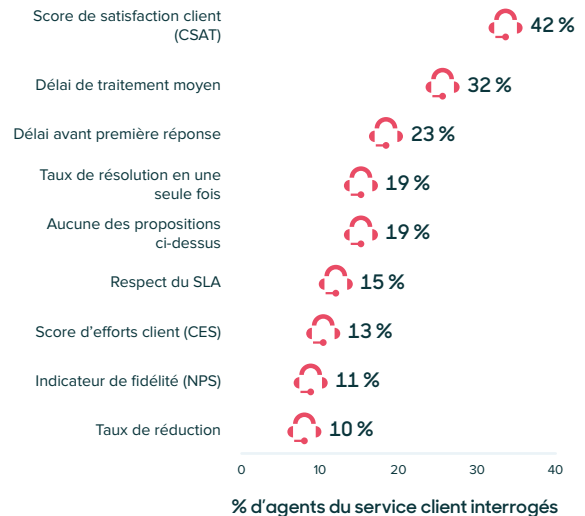 Score de satisfaction client
(CSAT)
42 %
Délai de traitement moyen
32 %
Délai avant première réponse
23 %
Taux de résolution en une
seule fois
19 %
Aucune des propositions
ci-dessus
19 %
Respect du SLA
15 %
Score d’efforts client (CES)
13 %
Indicateur de fidélité (NPS)
11 %
Taux de réduction
10 %
0 10 20 30 40
% d’agents du service client interrogés